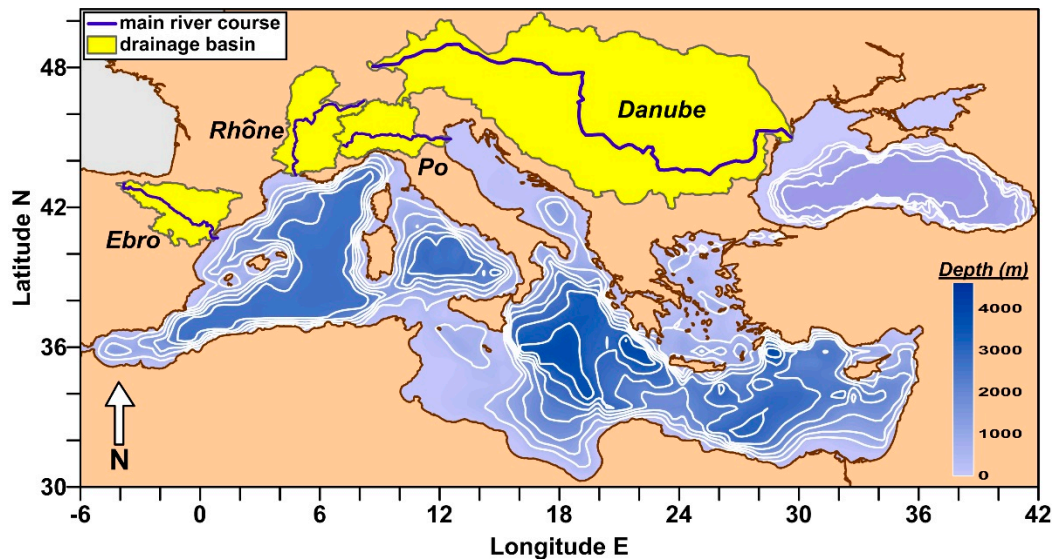 main river course
drainage basin
48
42
36
30
Latitude N
Rhône
Po
Danube
Ebro
Depth (m)
4000
3000
2000
1000
0
N
-6 0 6 12 18 24 30 36 42
Longitude E